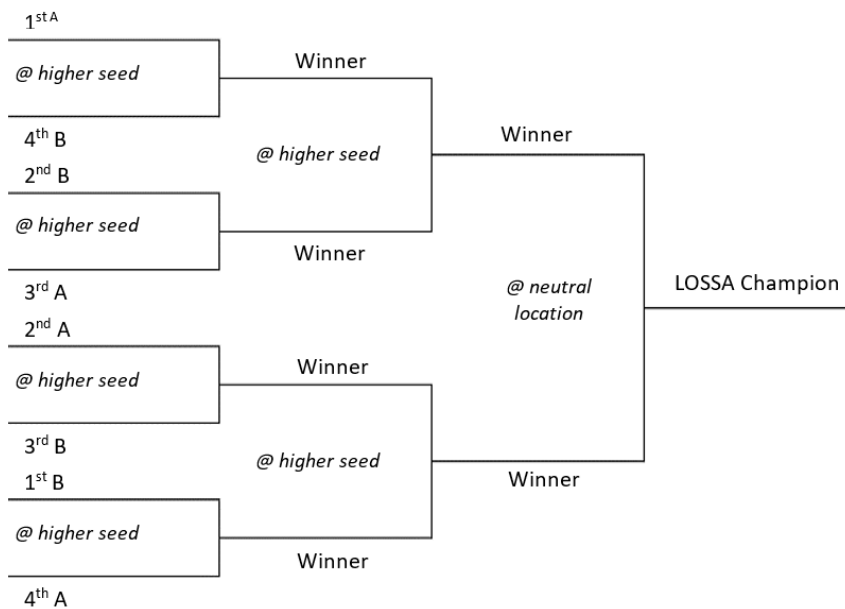 1st A
@ higher seed
Winner
4th B
@ higher seed
Winner
2nd B
@ higher seed
Winner
3rd A
@ neutral
location
LOSSA Champion
2nd A
@ higher seed
Winner
3rd B
@ higher seed
Winner
1st B
@ higher seed
Winner
4th A